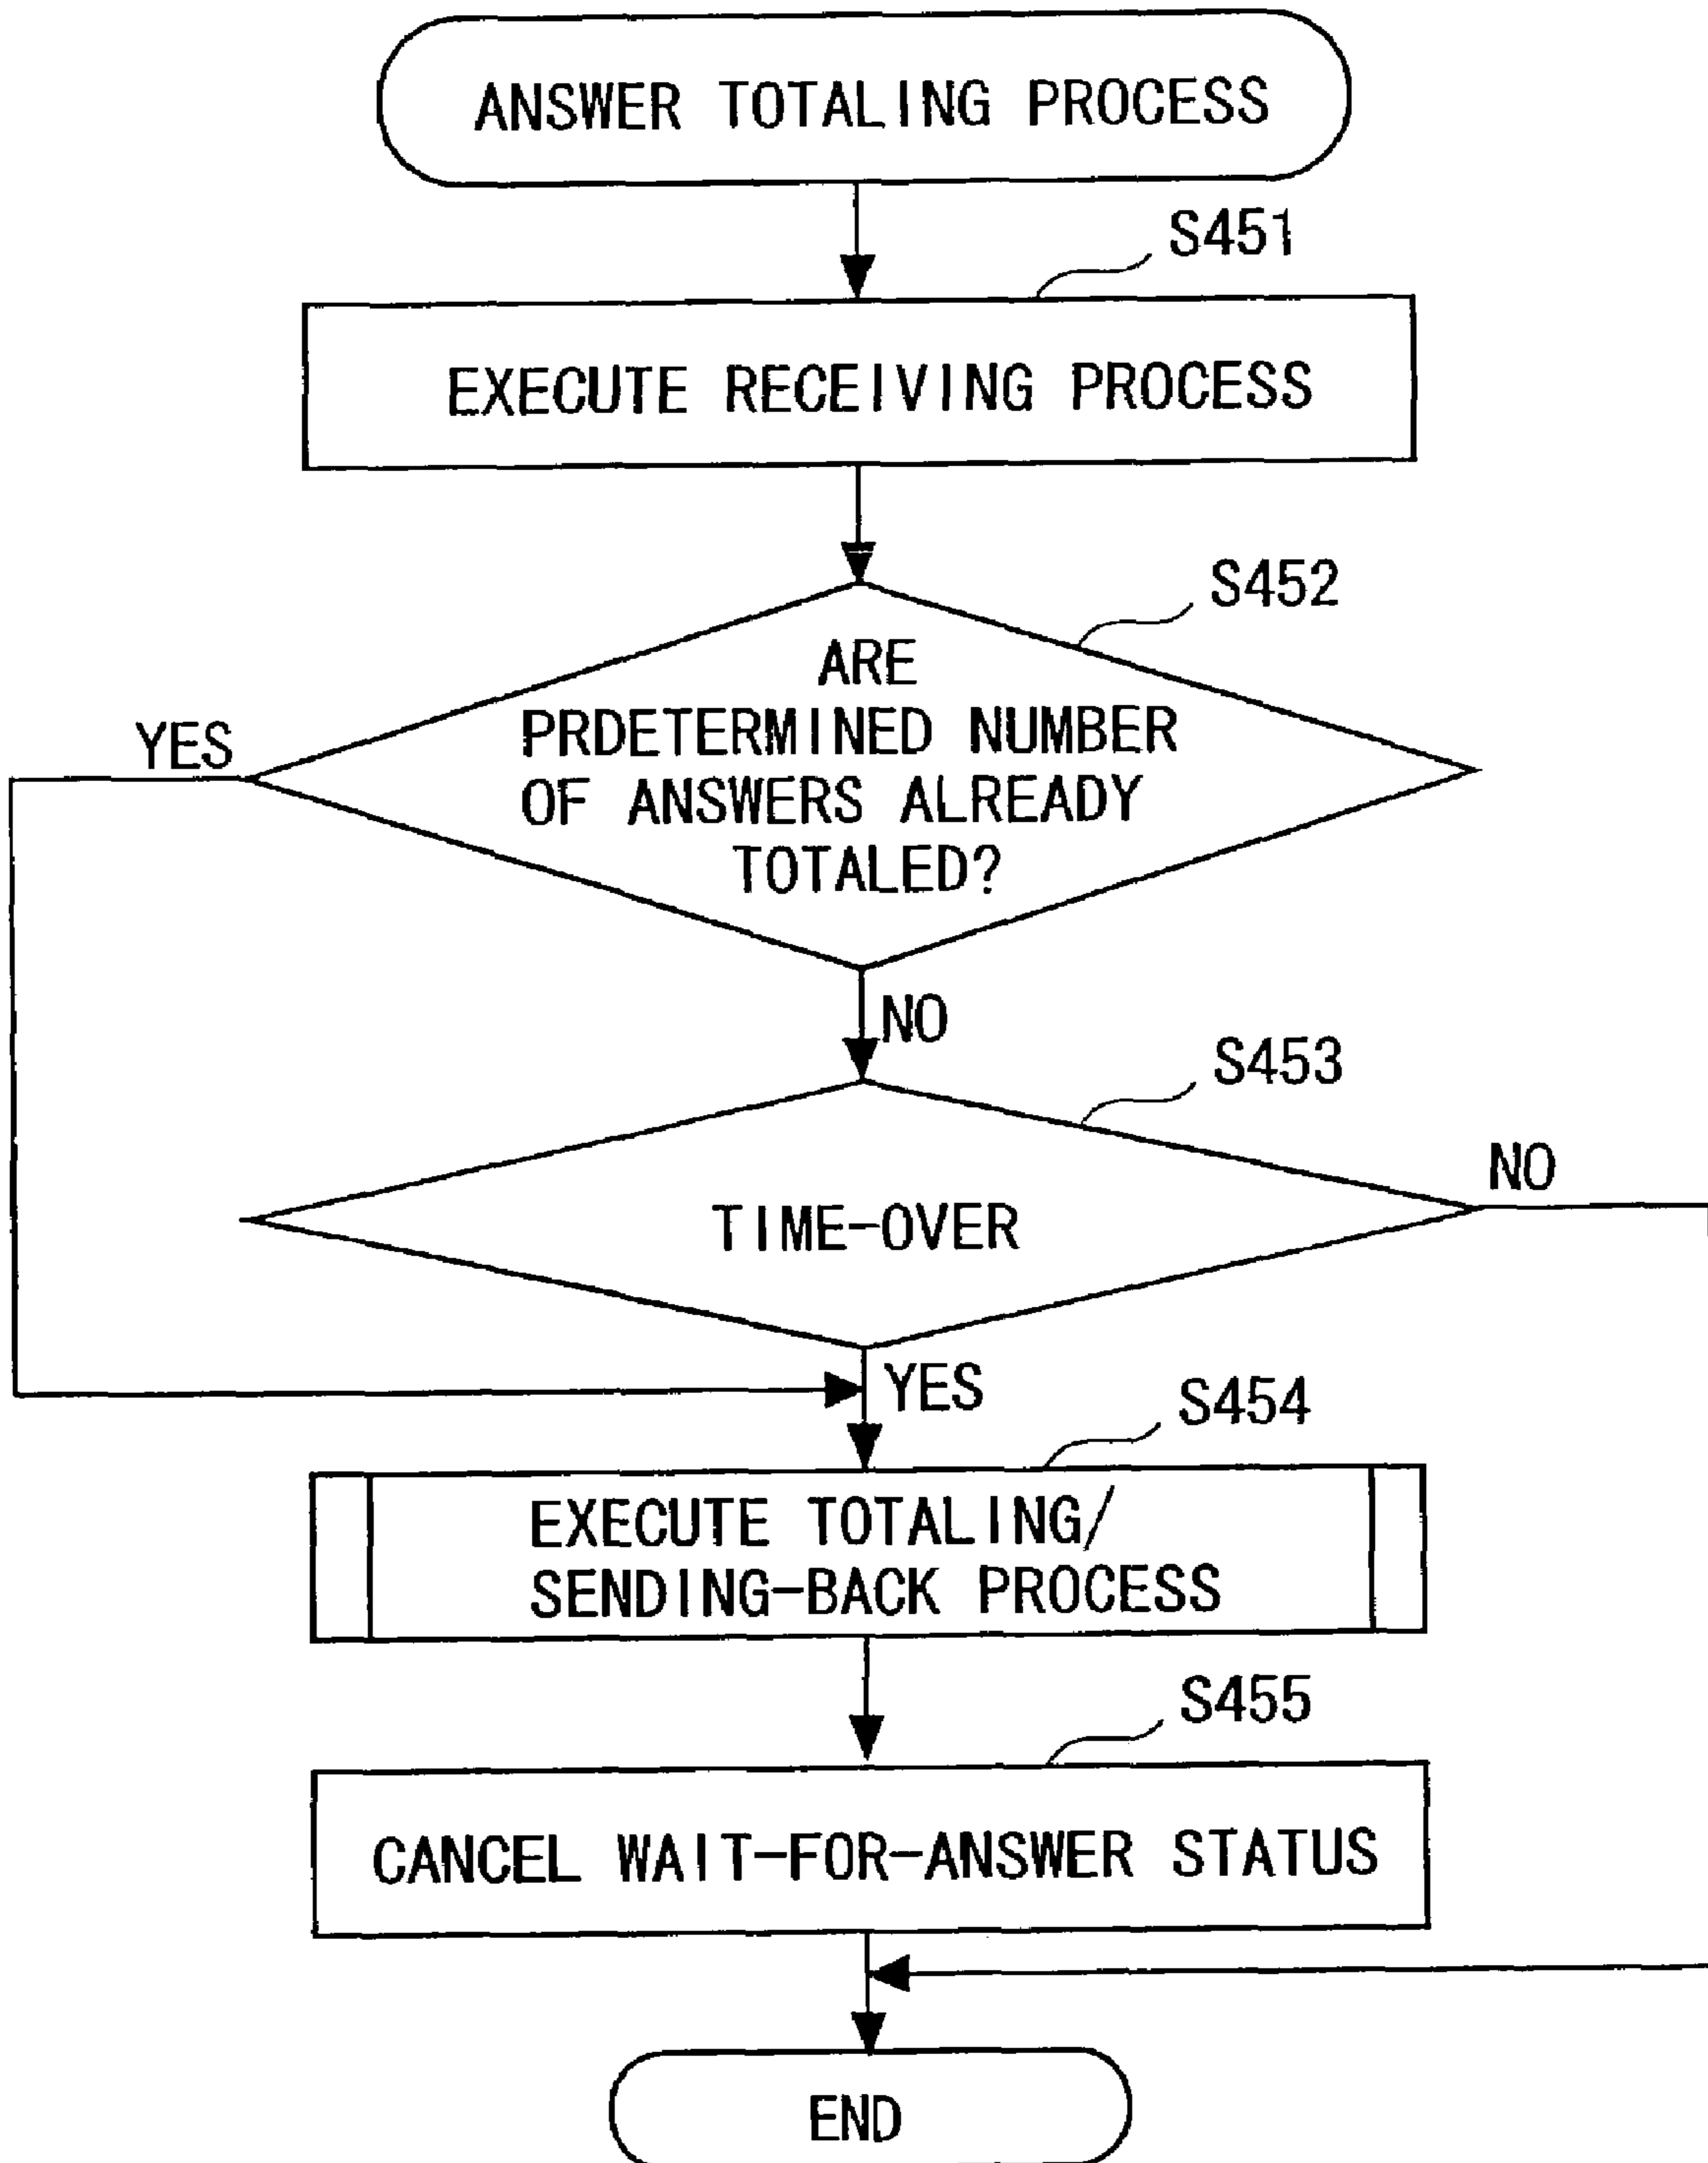 ANSWER TOTALING PROCESS
S451
EXECUTE RECEIVING PROCESS
S452
ARE
PRDETERMINED NUMBER
OF ANSWERS ALREADY
TOTALED?
YES
NO
S453
TIME-OVER
NO
YES
S454
EXECUTE TOTALING/
SENDING-BACK PROCESS
S455
CANCEL WAIT-FOR-ANSWER STATUS
END